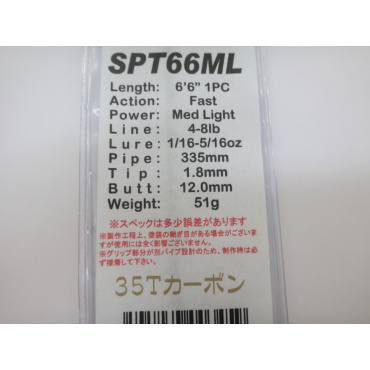 SPT66ML
Length: 6'6" 1PC
Action: Fast
Power: Med Light
Line: 4-8lb
Lure: 1/16-5/16oz
Pipe: 335mm
Tip: 1.8mm
Butt: 12.0mm
Weight: 51g
※スペックは多少誤差があります
※製作工程上、塗装の継ぎ目がある場合がございま
すが使用には全く影響ございません。
※グリップ部分が別パイプ設計のため、制作時は必
ず接着して下さい。
35Tカーボン